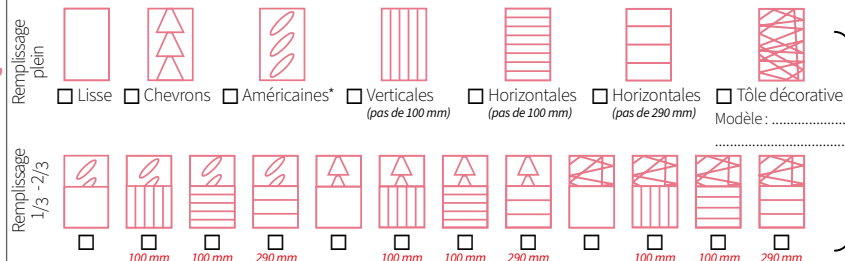 Remplissage
plein
Lisse
Chevrons
Américaines*
Verticales
(pas de 100 mm)
Horizontales
(pas de 100 mm)
Horizontales
(pas de 290 mm)
Tôle décorative
Modèle : ....................
..................................
Remplissage
1/3 -2/3
100 mm
100 mm
290 mm
100 mm
100 mm
290 mm
100 mm
100 mm
290 mm